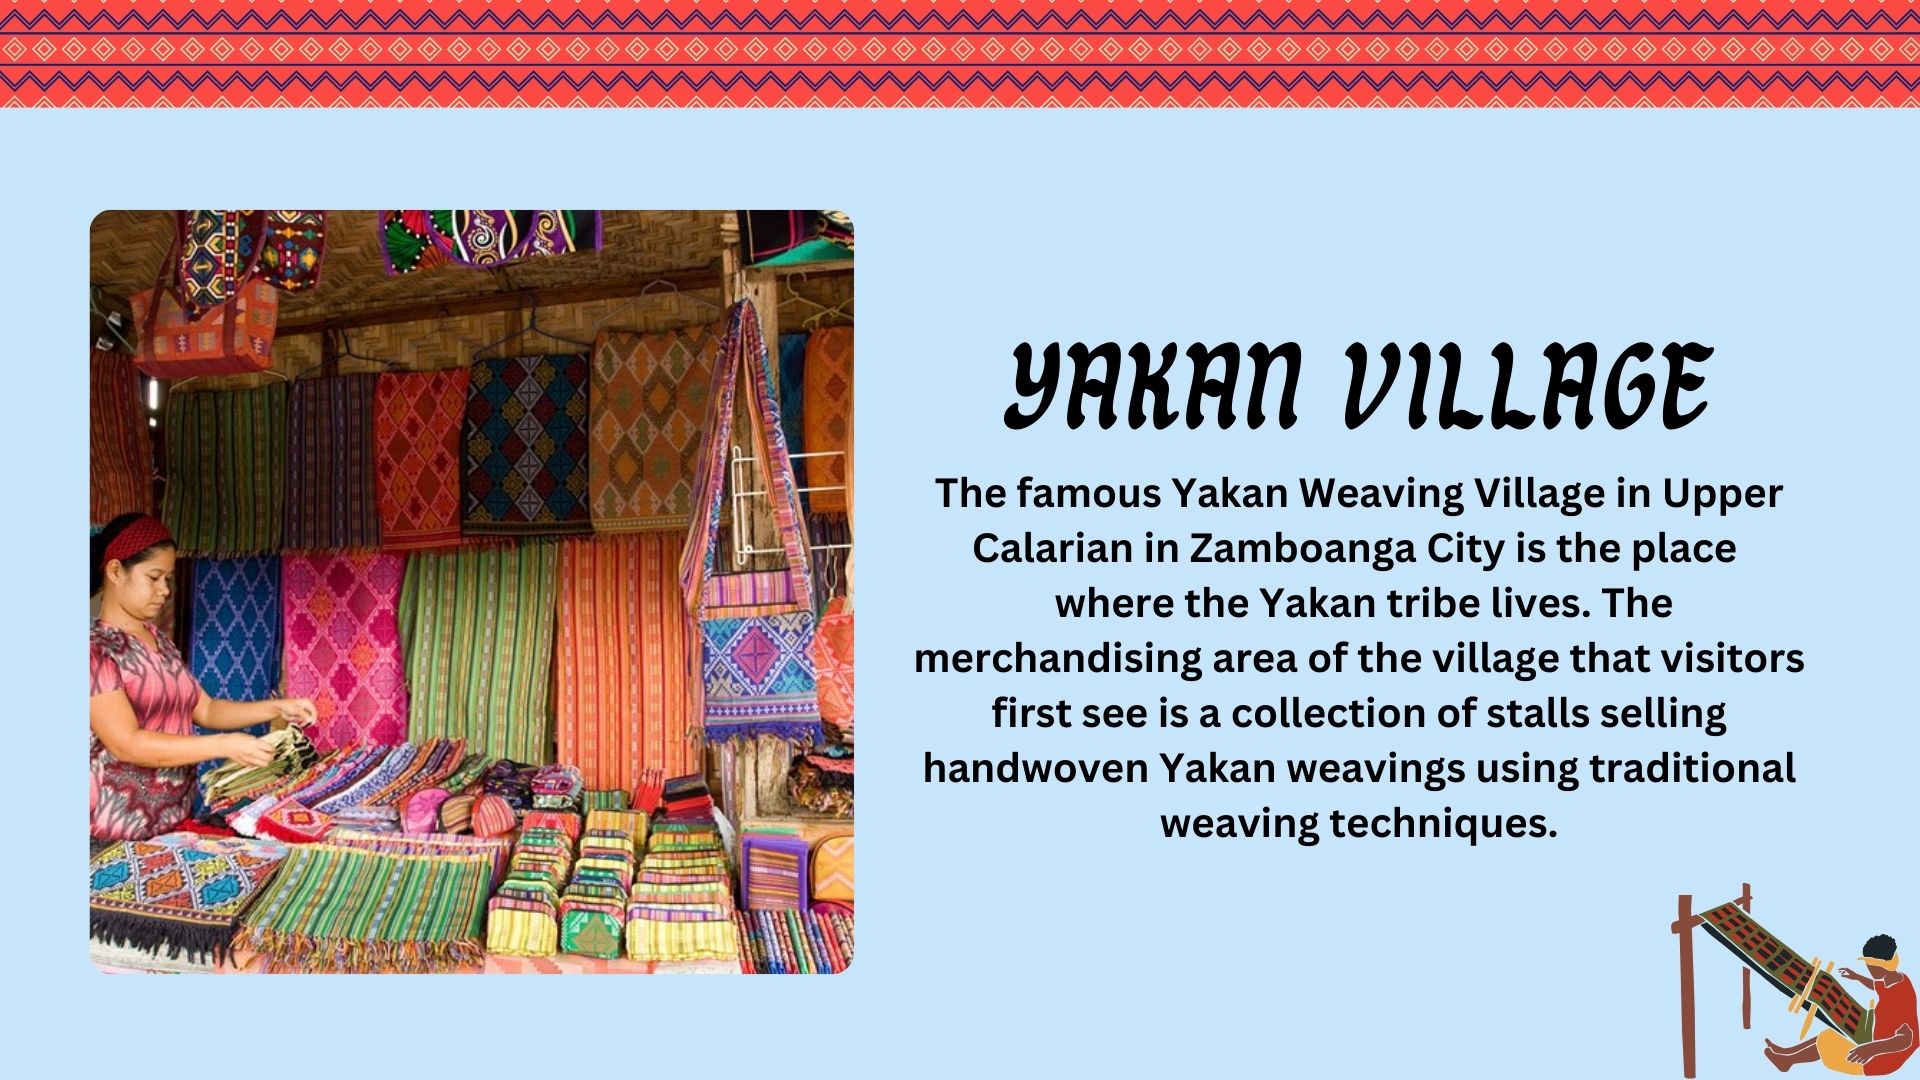 YAKAN VILLAGE
The famous Yakan Weaving Village in Upper
Calarian in Zamboanga City is the place
where the Yakan tribe lives. The
merchandising area of the village that visitors
first see is a collection of stalls selling
handwoven Yakan weavings using traditional
weaving techniques.